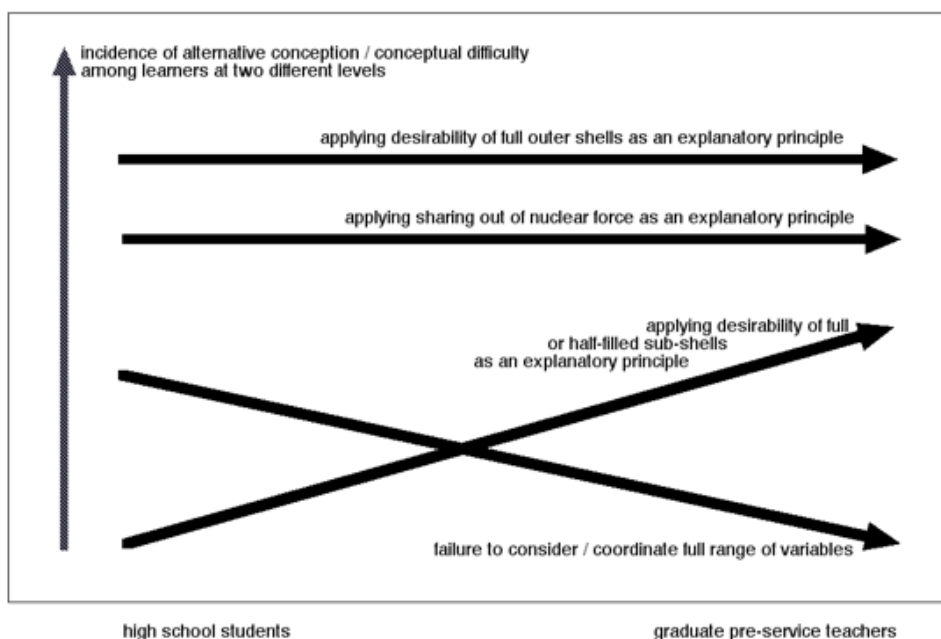 incidence of alternative conception / conceptual difficulty
among learners at two different levels
applying desirability of full outer shells as an explanatory principle
applying sharing out of nuclear force as an explanatory principle
applying desirability of full
or half-filled sub-shells
as an explanatory principle
failure to consider / coordinate full range of variables
high school students
graduate pre-service teachers